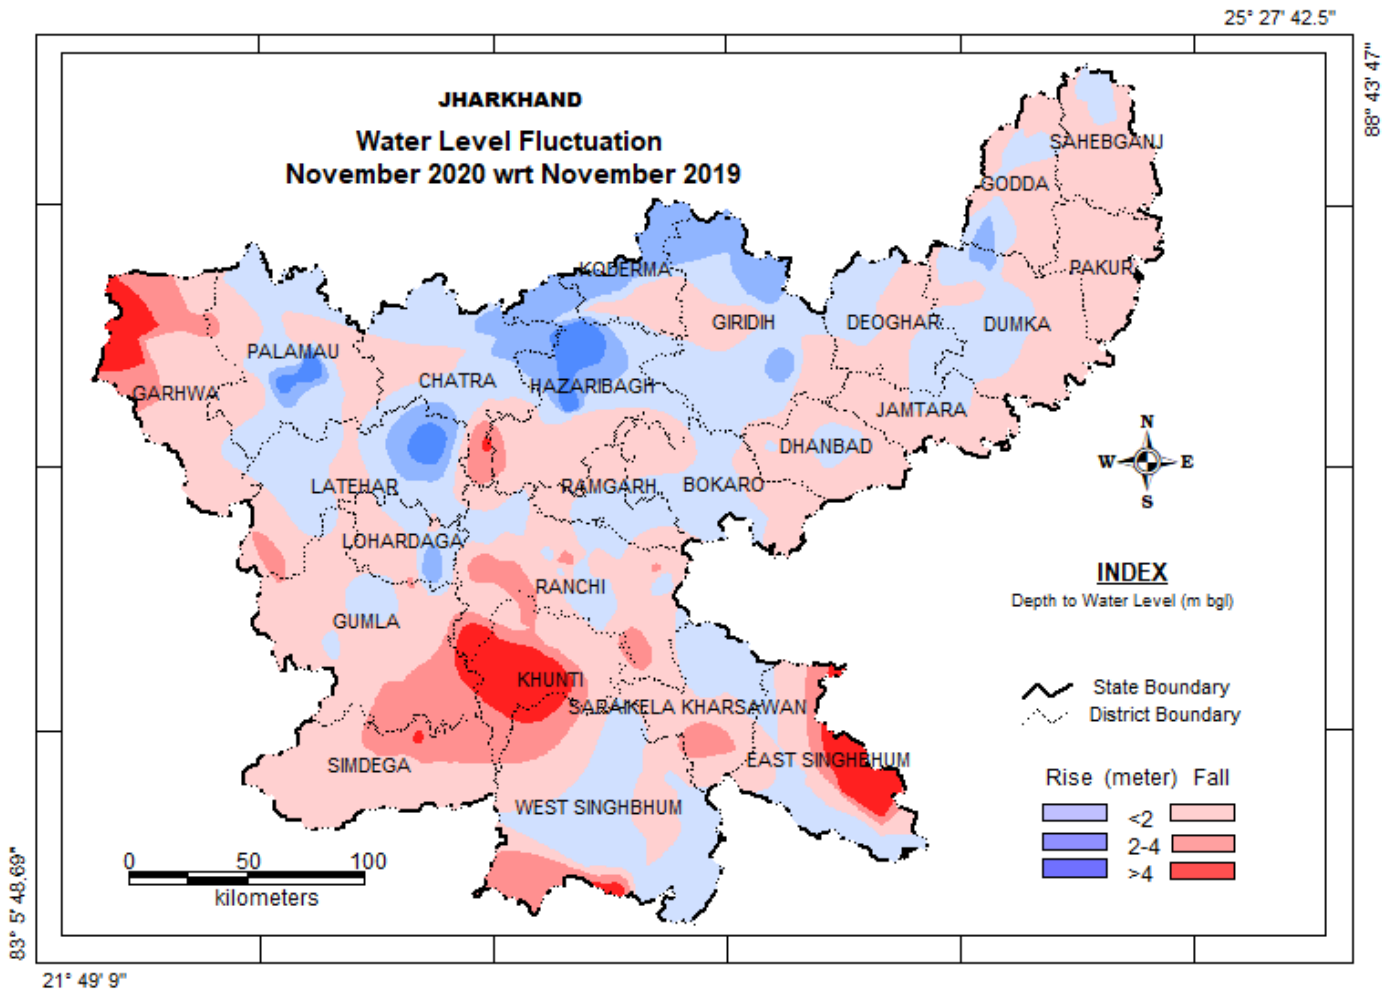 25° 27' 42.5"
88° 43' 47"
JHARKHAND
Water Level Fluctuation
November 2020 wrt November 2019
SAHEBGANJ
GODDA
KODERMA
PAKUR
GIRIDIH
DEOGHAR
DUMKA
PALAMAU
CHATRA
HAZARIBAGH
GARHWA
JAMTARA
DHANBAD
LATEHAR
RAMGARH
BOKARO
LOHARDAGA
RANCHI
GUMLA
KHUNTI
SARAIKELA KHARSAWAN
SIMDEGA
EAST SINGHBHUM
WEST SINGHBHUM
N
W
E
S
INDEX
Depth to Water Level (m bgl)
State Boundary
District Boundary
Rise (meter) Fall
<2
2-4
>4
0 50 100
kilometers
83° 5' 48.69"
21° 49' 9"